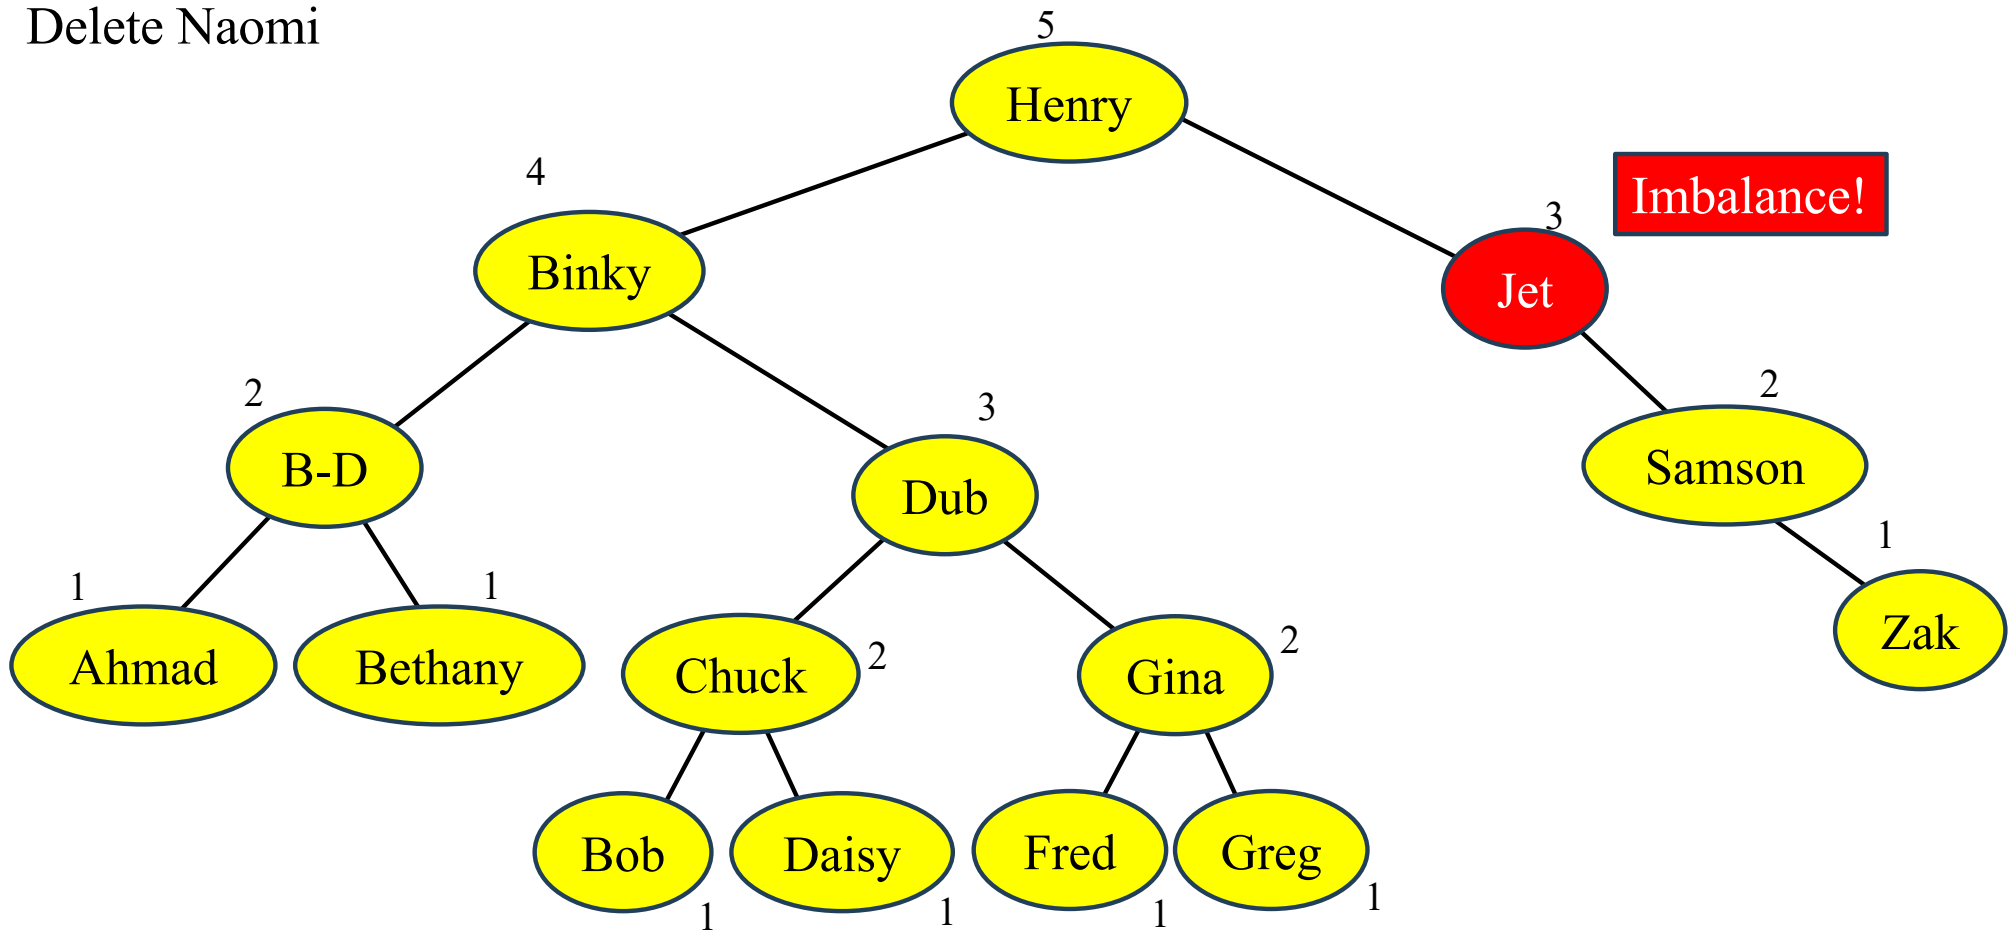 Delete Naomi
5
Henry
Imbalance!
4
3
Binky
Jet
2
3
2
B-D
Dub
Samson
1
1
1
Ahmad
Bethany
Chuck
2
Gina
2
Zak
Bob
Daisy
Fred
Greg
1
1
1
1